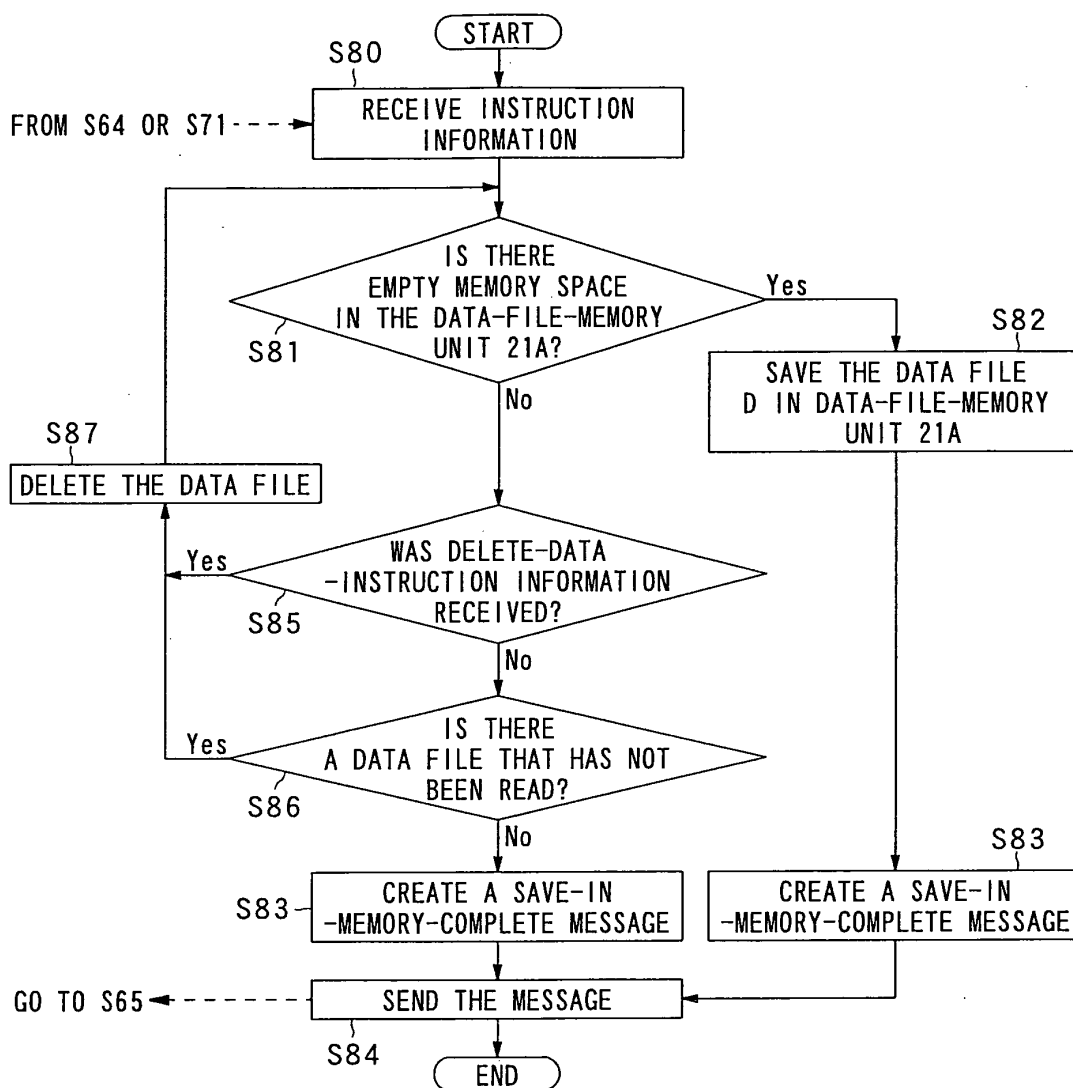 START
S80
FROM S64 OR S71
RECEIVE INSTRUCTION
INFORMATION
IS THERE
EMPTY MEMORY SPACE
IN THE DATA-FILE-MEMORY
UNIT 21A?
Yes
S81
No
S82
SAVE THE DATA FILE
D IN DATA-FILE-MEMORY
UNIT 21A
S87
DELETE THE DATA FILE
WAS DELETE-DATA
-INSTRUCTION INFORMATION
RECEIVED?
Yes
S85
No
IS THERE
A DATA FILE THAT HAS NOT
BEEN READ?
Yes
S86
No
S83
CREATE A SAVE-IN
-MEMORY-COMPLETE MESSAGE
S83
CREATE A SAVE-IN
-MEMORY-COMPLETE MESSAGE
GO TO S65
SEND THE MESSAGE
S84
END